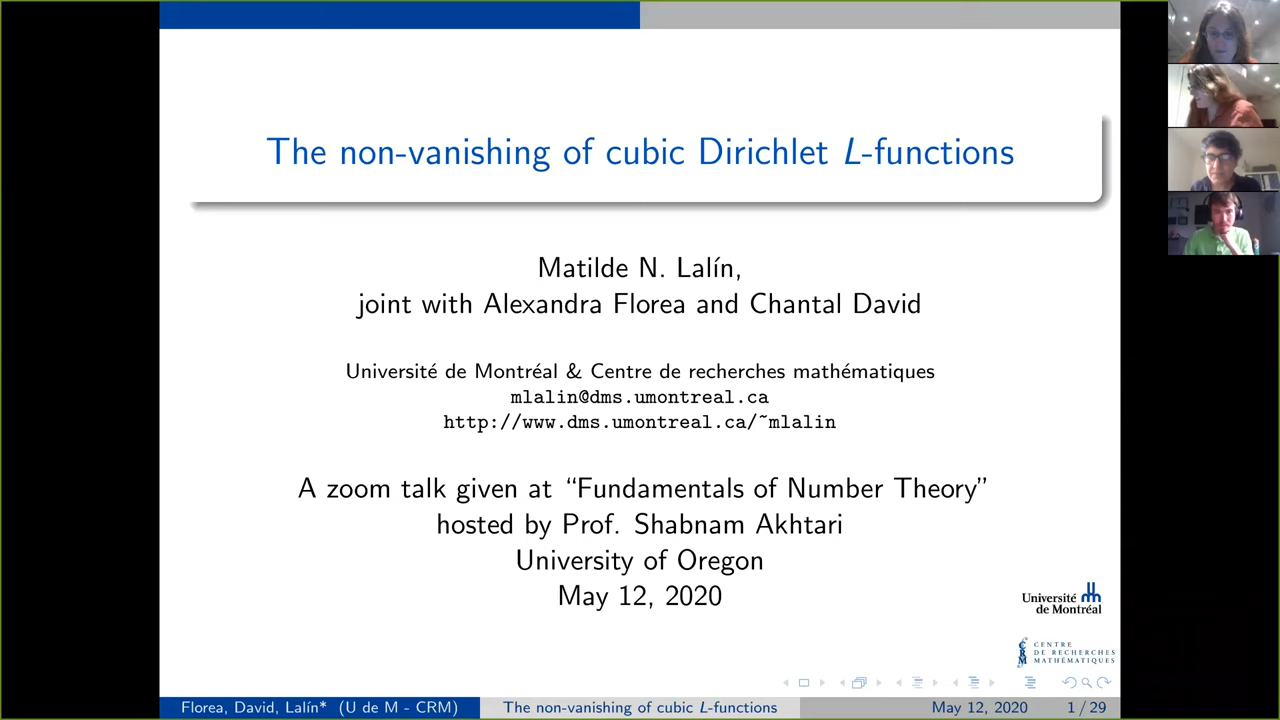 The non-vanishing of cubic Dirichlet L-functions
Matilde N. Lalín,
joint with Alexandra Florea and Chantal David
Université de Montréal & Centre de recherches mathématiques
mlalin@dms.umontreal.ca
http://www.dms.umontreal.ca/~mlalin
A zoom talk given at “Fundamentals of Number Theory”
hosted by Prof. Shabnam Akhtari
University of Oregon
May 12, 2020
Université
de Montréal
CRM
CENTRE
DE RECHERCHES
MATHÉMATIQUES
Florea, David, Lalín* (U de M - CRM)
The non-vanishing of cubic L-functions
May 12, 2020
1 / 29